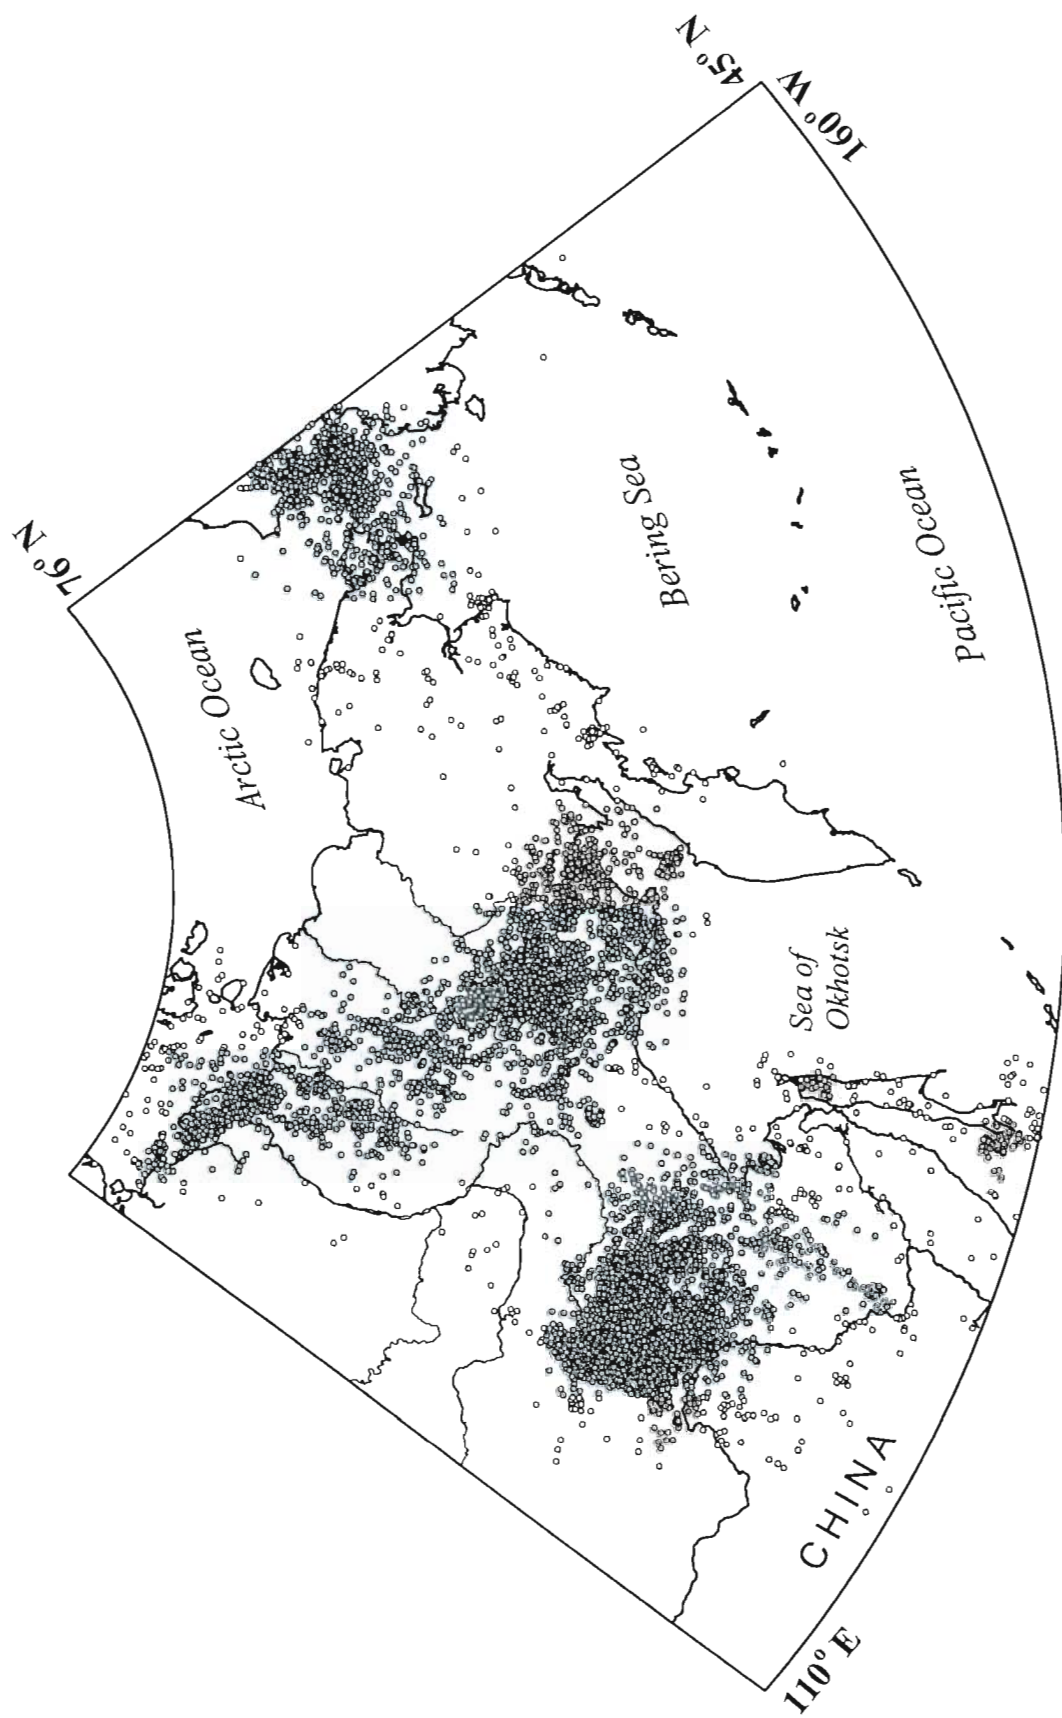 76° N
45° N
160° W
Arctic Ocean
Bering Sea
Pacific Ocean
Sea of
Okhotsk
CHINA
110° E